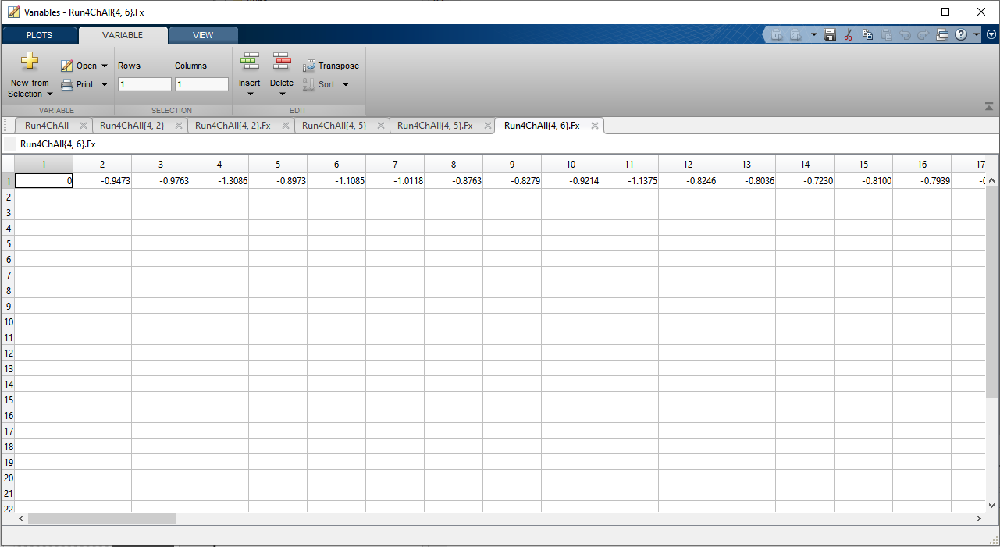 Variables - Run4ChAll{4, 6}.Fx
PLOTS VARIABLE VIEW
New from Selection Open Print Rows Columns Insert Delete Transpose Sort
1 1
VARIABLE SELECTION EDIT
Run4ChAll Run4ChAll{4, 2} Run4ChAll{4, 2}.Fx Run4ChAll{4, 5} Run4ChAll{4, 5}.Fx Run4ChAll{4, 6}.Fx
Run4ChAll{4, 6}.Fx
1 2 3 4 5 6 7 8 9 10 11 12 13 14 15 16 17
1 0 -0.9473 -0.9763 -1.3086 -0.8973 -1.1085 -1.0118 -0.8763 -0.8279 -0.9214 -1.1375 -0.8246 -0.8036 -0.7230 -0.8100 -0.7939
2
3
4
5
6
7
8
9
10
11
12
13
14
15
16
17
18
19
20
21
22